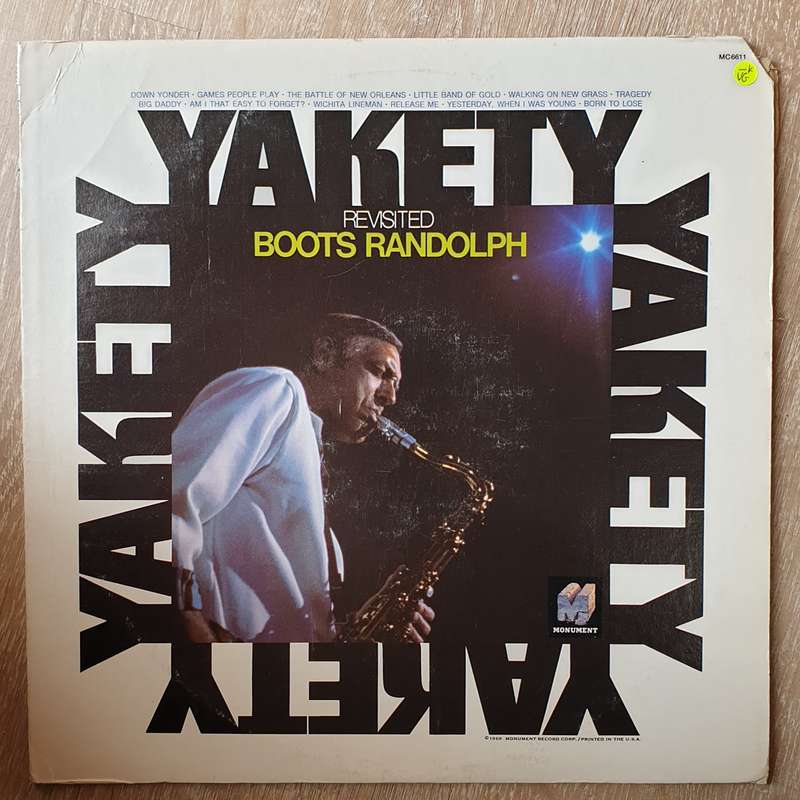 MC6611
VG-
DOWN YONDER · GAMES PEOPLE PLAY · THE BATTLE OF NEW ORLEANS · LITTLE BAND OF GOLD · WALKING ON NEW GRASS · TRAGEDY
BIG DADDY · AM I THAT EASY TO FORGET? · WICHITA LINEMAN · RELEASE ME · YESTERDAY, WHEN I WAS YOUNG · BORN TO LOSE
YAKETY
REVISITED
BOOTS RANDOLPH
YAKETY
YAKETY
M
MONUMENT
YAKETY
©1969 MONUMENT RECORD CORP./PRINTED IN THE U.S.A.